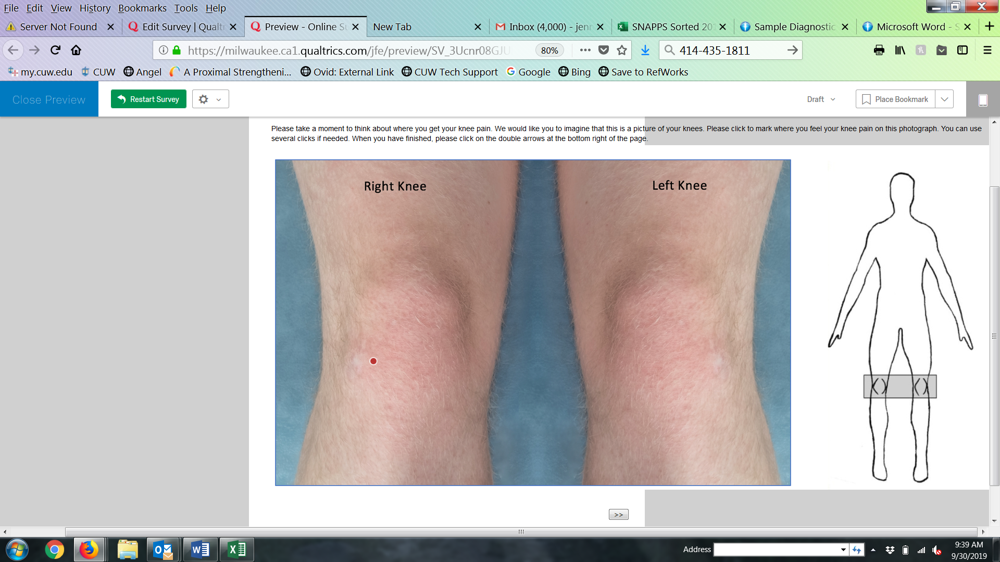 File Edit View History Bookmarks Tools Help
Server Not Found
Edit Survey | Qualtr
Preview - Online Su
New Tab
Inbox (4,000) - jenn
SNAPPS Sorted 20
Sample Diagnostic
Microsoft Word - S
https://milwaukee.ca1.qualtrics.com/jfe/preview/SV_3Ucnr08GJU
80%
414-435-1811
my.cuw.edu CUW Angel A Proximal Strengtheni... Ovid: External Link CUW Tech Support Google Bing Save to RefWorks
Close Preview
Restart Survey
Draft
Place Bookmark
Please take a moment to think about where you get your knee pain. We would like you to imagine that this is a picture of your knees. Please click to mark where you feel your knee pain on this photograph. You can use
several clicks if needed. When you have finished, please click on the double arrows at the bottom right of the page.
Right Knee
Left Knee
>>
Address
9:39 AM
9/30/2019